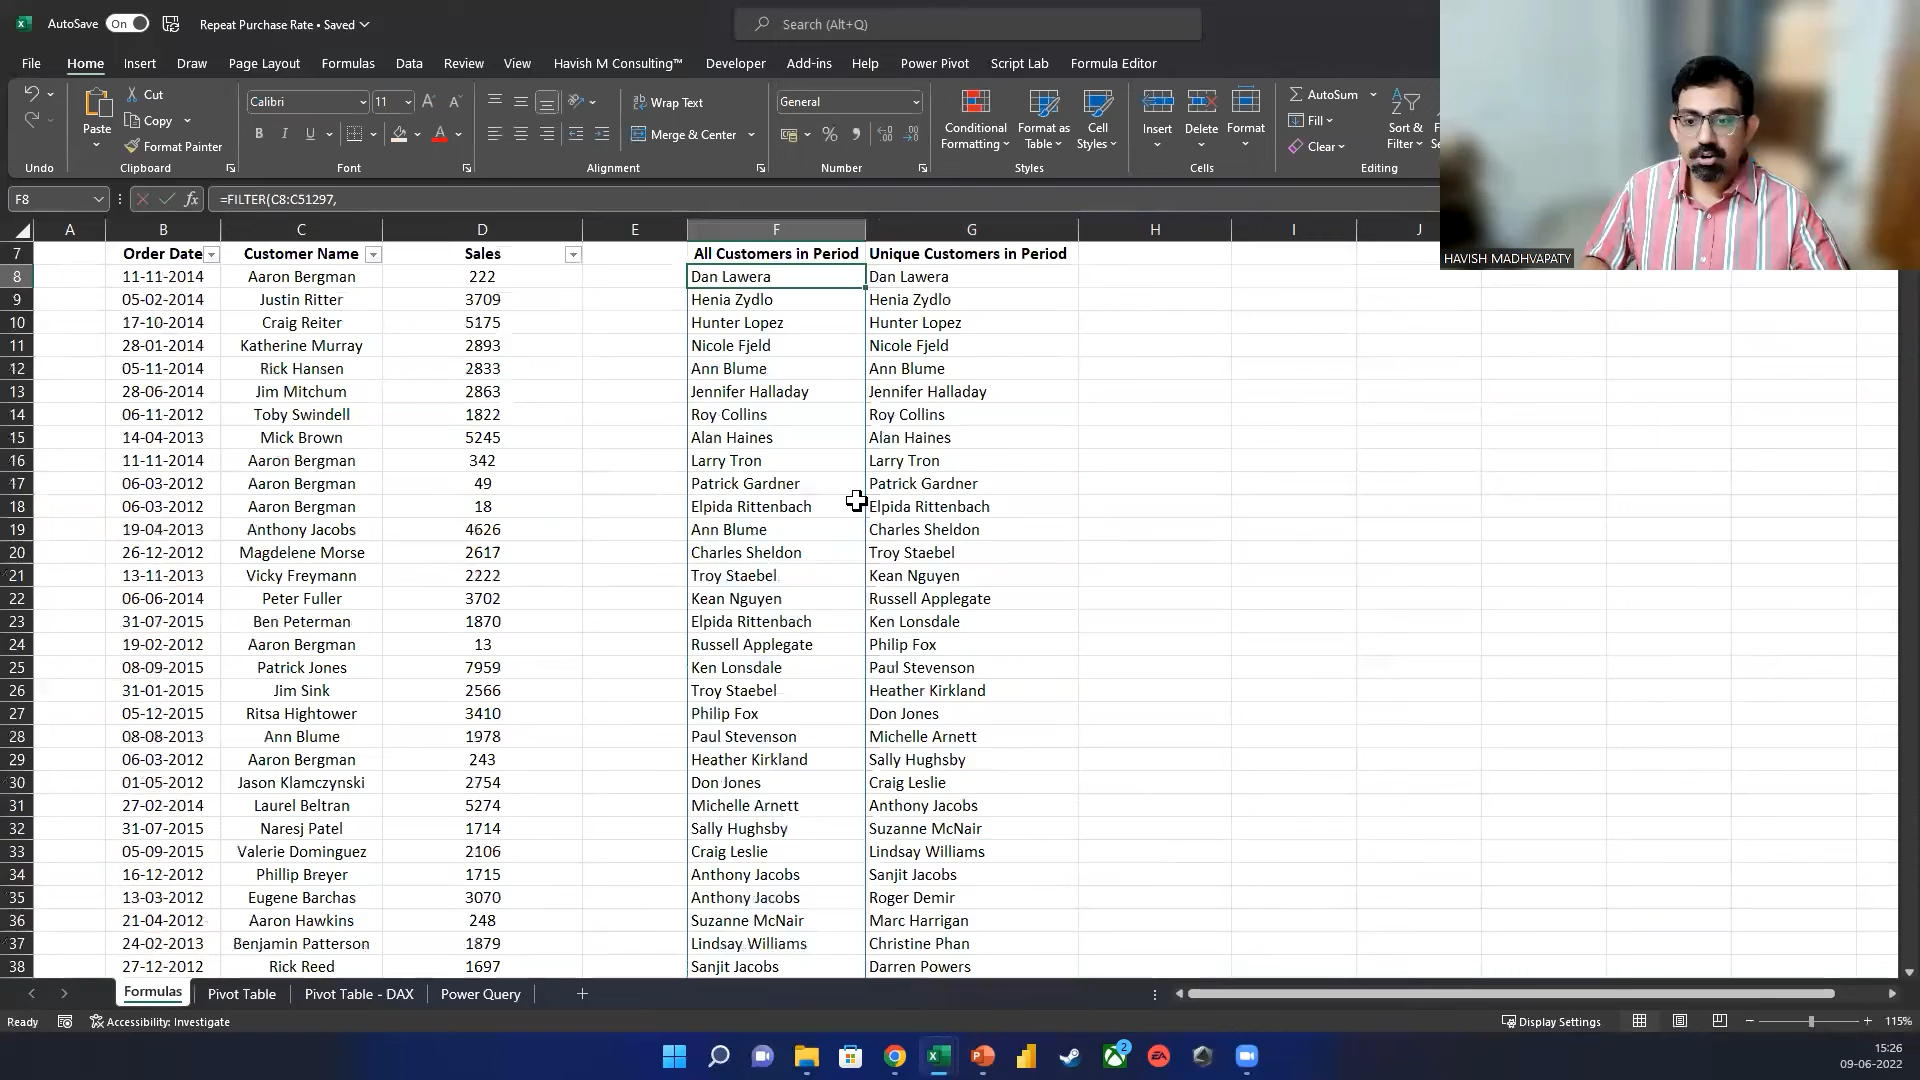 AutoSave On Repeat Purchase Rate • Saved Search (Alt+Q)
File Home Insert Draw Page Layout Formulas Data Review View Havish M Consulting™ Developer Add-ins Help Power Pivot Script Lab Formula Editor
Cut
Copy
Format Painter
Paste
Calibri 11
B I U
Wrap Text
Merge & Center
General
Conditional Formatting
Format as Table
Cell Styles
Insert Delete Format
AutoSum
Fill
Clear
Sort & Filter
Undo Clipboard Font Alignment Number Styles Cells Editing
HAVISH MADHVAPATY
F8 fx =FILTER(C8:C51297,
A B C D E F G H I J
7 Order Date Customer Name Sales All Customers in Period Unique Customers in Period
8 11-11-2014 Aaron Bergman 222 Dan Lawera Dan Lawera
9 05-02-2014 Justin Ritter 3709 Henia Zydlo Henia Zydlo
10 17-10-2014 Craig Reiter 5175 Hunter Lopez Hunter Lopez
11 28-01-2014 Katherine Murray 2893 Nicole Fjeld Nicole Fjeld
12 05-11-2014 Rick Hansen 2833 Ann Blume Ann Blume
13 28-06-2014 Jim Mitchum 2863 Jennifer Halladay Jennifer Halladay
14 06-11-2012 Toby Swindell 1822 Roy Collins Roy Collins
15 14-04-2013 Mick Brown 5245 Alan Haines Alan Haines
16 11-11-2014 Aaron Bergman 342 Larry Tron Larry Tron
17 06-03-2012 Aaron Bergman 49 Patrick Gardner Patrick Gardner
18 06-03-2012 Aaron Bergman 18 Elpida Rittenbach Elpida Rittenbach
19 19-04-2013 Anthony Jacobs 4626 Ann Blume Charles Sheldon
20 26-12-2012 Magdelene Morse 2617 Charles Sheldon Troy Staebel
21 13-11-2013 Vicky Freymann 2222 Troy Staebel Kean Nguyen
22 06-06-2014 Peter Fuller 3702 Kean Nguyen Russell Applegate
23 31-07-2015 Ben Peterman 1870 Elpida Rittenbach Ken Lonsdale
24 19-02-2012 Aaron Bergman 13 Russell Applegate Philip Fox
25 08-09-2015 Patrick Jones 7959 Ken Lonsdale Paul Stevenson
26 31-01-2015 Jim Sink 2566 Troy Staebel Heather Kirkland
27 05-12-2015 Ritsa Hightower 3410 Philip Fox Don Jones
28 08-08-2013 Ann Blume 1978 Paul Stevenson Michelle Arnett
29 06-03-2012 Aaron Bergman 243 Heather Kirkland Sally Hughsby
30 01-05-2012 Jason Klamczynski 2754 Don Jones Craig Leslie
31 27-02-2014 Laurel Beltran 5274 Michelle Arnett Anthony Jacobs
32 31-07-2015 Naresj Patel 1714 Sally Hughsby Suzanne McNair
33 05-09-2015 Valerie Dominguez 2106 Craig Leslie Lindsay Williams
34 16-12-2012 Phillip Breyer 1715 Anthony Jacobs Sanjit Jacobs
35 13-03-2012 Eugene Barchas 3070 Anthony Jacobs Roger Demir
36 21-04-2012 Aaron Hawkins 248 Suzanne McNair Marc Harrigan
37 24-02-2013 Benjamin Patterson 1879 Lindsay Williams Christine Phan
38 27-12-2012 Rick Reed 1697 Sanjit Jacobs Darren Powers
Formulas Pivot Table Pivot Table - DAX Power Query
Ready Accessibility: Investigate Display Settings 115%
2
15:26
09-06-2022